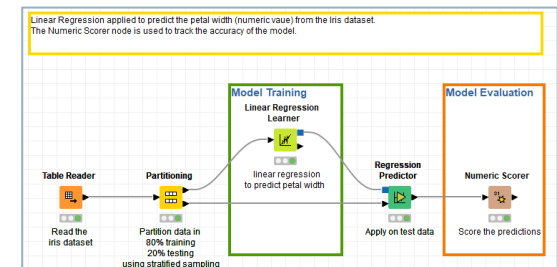 Linear Regression applied to predict the petal width (numeric vaue) from the Iris dataset.
The Numeric Scorer node is used to track the accuracy of the model.
Model Training
Model Evaluation
Linear Regression
Learner
linear regression
to predict petal width
Table Reader
Partitioning
Regression
Predictor
Numeric Scorer
Read the
iris dataset
Partition data in
80% training
20% testing
using stratified sampling
Apply on test data
Score the predictions